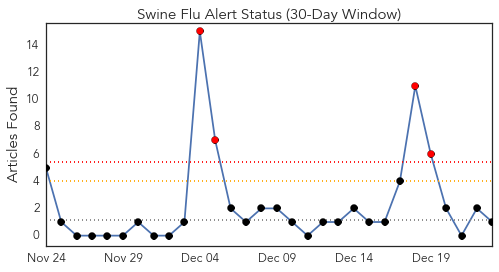 Swine Flu Alert Status (30-Day Window)
Articles Found
14
12
10
8
6
4
2
0
Nov 24 Nov 29 Dec 04 Dec 09 Dec 14 Dec 19